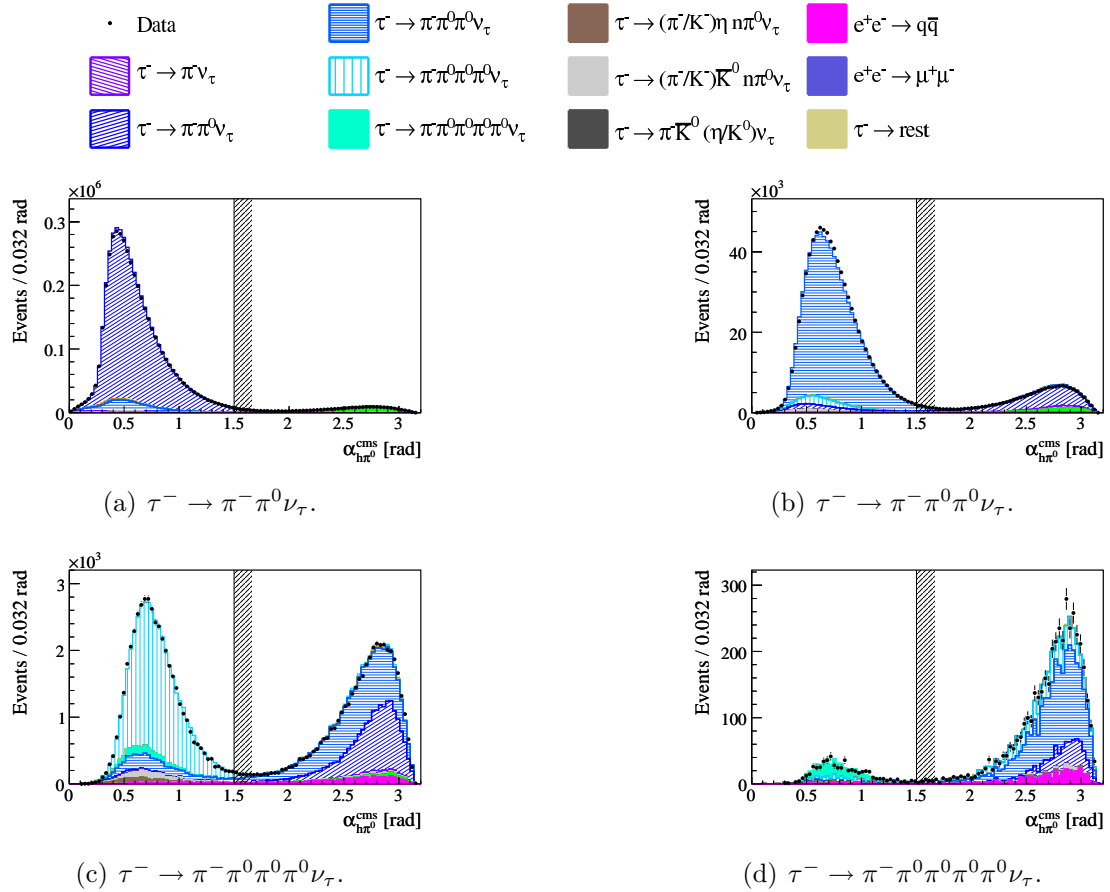 Data
τ⁻ → π⁻π⁰π⁰ν_τ
τ⁻ → (π⁻/K⁻)η nπ⁰ν_τ
e⁺e⁻ → qq̅
τ⁻ → π⁻ν_τ
τ⁻ → π⁻π⁰π⁰π⁰ν_τ
τ⁻ → (π⁻/K⁻)K̅⁰ nπ⁰ν_τ
e⁺e⁻ → μ⁺μ⁻
τ⁻ → π⁻π⁰ν_τ
τ⁻ → π⁻π⁰π⁰π⁰π⁰ν_τ
τ⁻ → π⁻K̅⁰ (η/K⁰)ν_τ
τ⁻ → rest
×10⁶
Events / 0.032 rad
0.3
0.2
0.1
0
0 0.5 1 1.5 2 2.5 3
α^cms_hπ⁰ [rad]
(a) τ⁻ → π⁻π⁰ν_τ.
×10³
Events / 0.032 rad
40
20
0
0 0.5 1 1.5 2 2.5 3
α^cms_hπ⁰ [rad]
(b) τ⁻ → π⁻π⁰π⁰ν_τ.
×10³
Events / 0.032 rad
3
2
1
0
0 0.5 1 1.5 2 2.5 3
α^cms_hπ⁰ [rad]
(c) τ⁻ → π⁻π⁰π⁰π⁰ν_τ.
Events / 0.032 rad
300
200
100
0
0 0.5 1 1.5 2 2.5 3
α^cms_hπ⁰ [rad]
(d) τ⁻ → π⁻π⁰π⁰π⁰π⁰ν_τ.